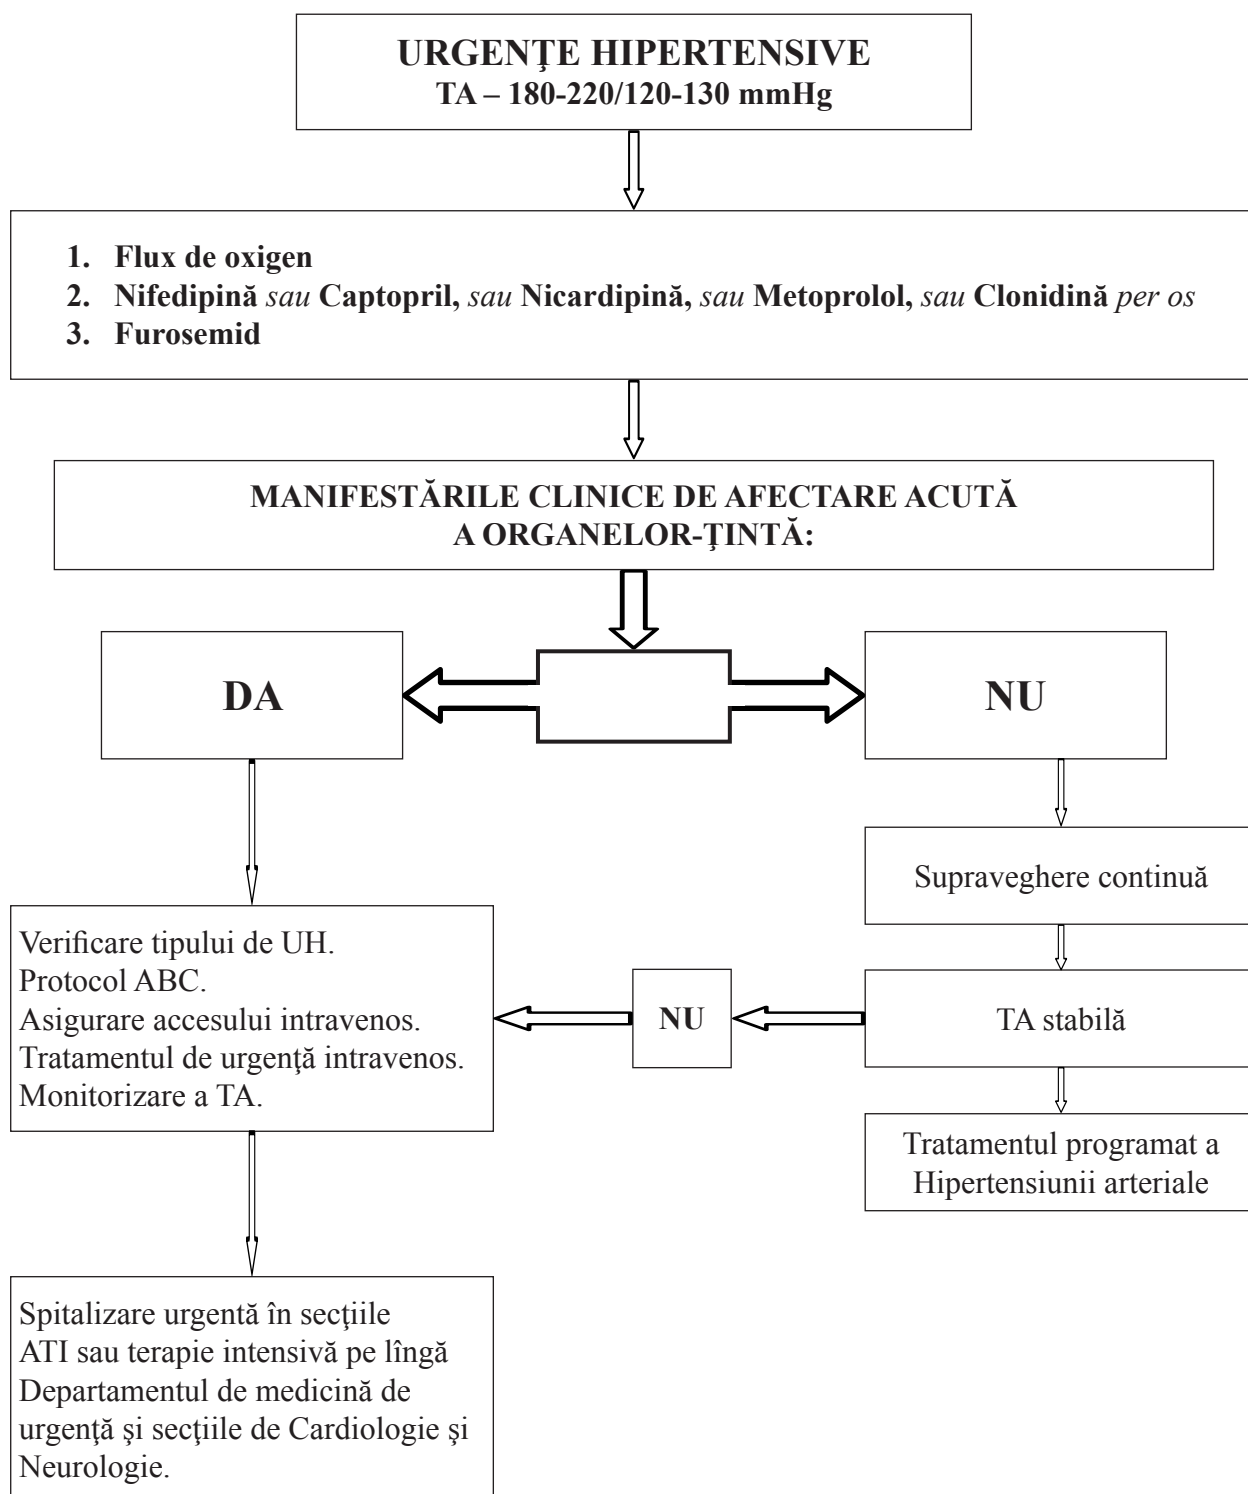 URGENŢE HIPERTENSIVE
TA – 180-220/120-130 mmHg
1. Flux de oxigen
2. Nifedipină sau Captopril, sau Nicardipină, sau Metoprolol, sau Clonidină per os
3. Furosemid
MANIFESTĂRILE CLINICE DE AFECTARE ACUTĂ
A ORGANELOR-ŢINTĂ:
DA
NU
Supraveghere continuă
Verificare tipului de UH.
Protocol ABC.
Asigurare accesului intravenos.
Tratamentul de urgenţă intravenos.
Monitorizare a TA.
NU
TA stabilă
Tratamentul programat a
Hipertensiunii arteriale
Spitalizare urgentă în secţiile
ATI sau terapie intensivă pe lîngă
Departamentul de medicină de
urgenţă şi secţiile de Cardiologie şi
Neurologie.